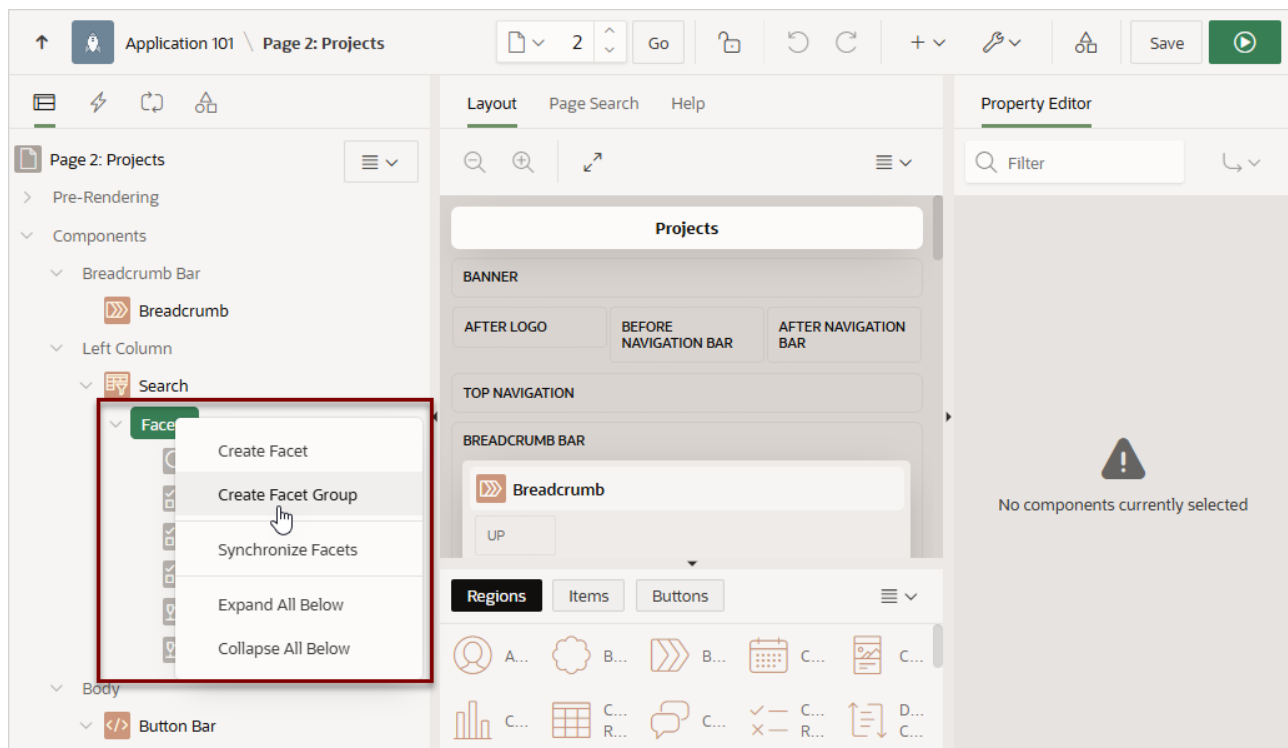 Application 101 \ Page 2: Projects
2
Go
Save
Layout
Page Search
Help
Property Editor
Page 2: Projects
Filter
Pre-Rendering
Components
Breadcrumb Bar
Breadcrumb
Left Column
Search
Face
Create Facet
Create Facet Group
Synchronize Facets
Expand All Below
Collapse All Below
Body
Button Bar
Projects
BANNER
AFTER LOGO
BEFORE
NAVIGATION BAR
AFTER NAVIGATION
BAR
TOP NAVIGATION
BREADCRUMB BAR
Breadcrumb
UP
Regions
Items
Buttons
A...
B...
B...
C...
C...
C...
C...
R...
C...
C...
R...
D...
C...
No components currently selected